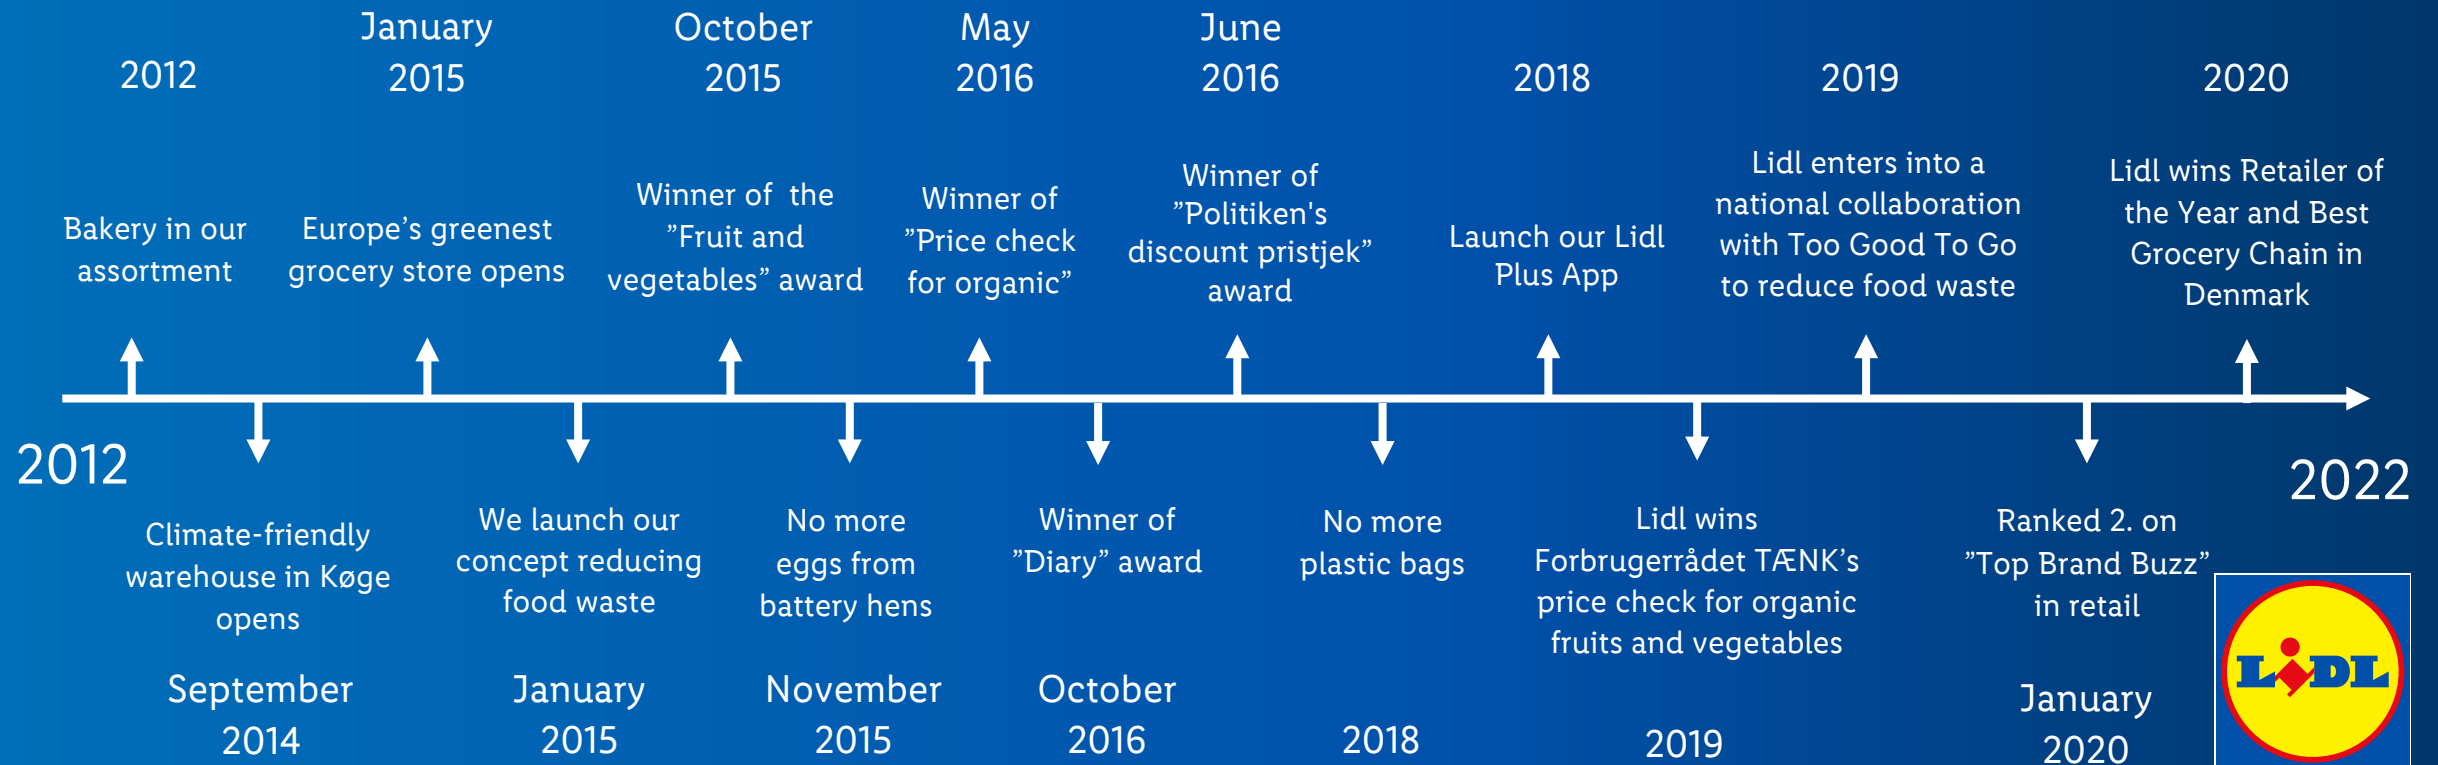 2012
Bakery in our
assortment
January
2015
Europe’s greenest
grocery store opens
October
2015
Winner of  the
”Fruit and
vegetables” award
May
2016
Winner of
”Price check
for organic”
June
2016
Winner of
”Politiken's
discount pristjek”
award
2018
Launch our Lidl
Plus App
2019
Lidl enters into a
national collaboration
with Too Good To Go
to reduce food waste
2020
Lidl wins Retailer of
the Year and Best
Grocery Chain in
Denmark
2012
2022
Climate-friendly
warehouse in Køge
opens
September
2014
We launch our
concept reducing
food waste
January
2015
No more
eggs from
battery hens
November
2015
Winner of
”Diary” award
October
2016
No more
plastic bags
2018
Lidl wins
Forbrugerrådet TÆNK’s
price check for organic
fruits and vegetables
2019
Ranked 2. on
”Top Brand Buzz”
in retail
January
2020
LiDL